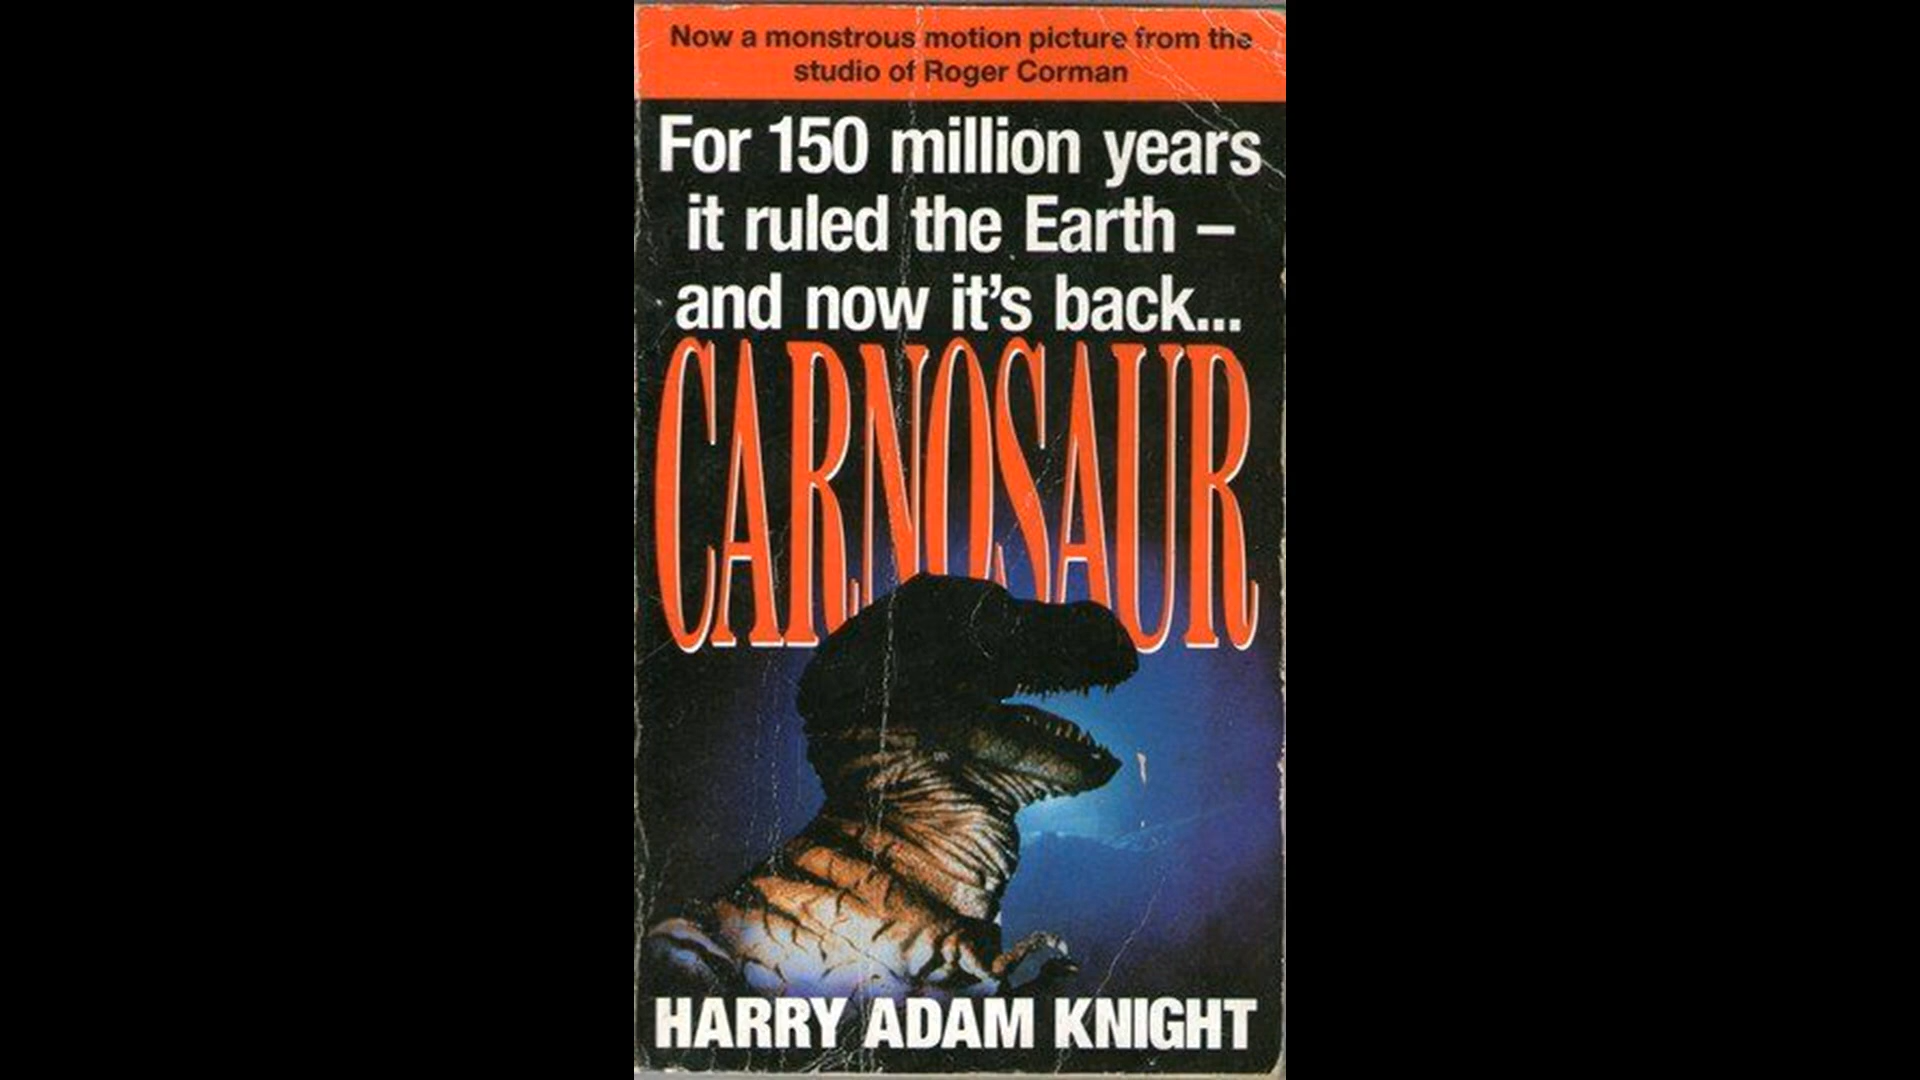 Now a monstrous motion picture from the
studio of Roger Corman
For 150 million years
it ruled the Earth –
and now it's back...
CARNOSAUR
HARRY ADAM KNIGHT